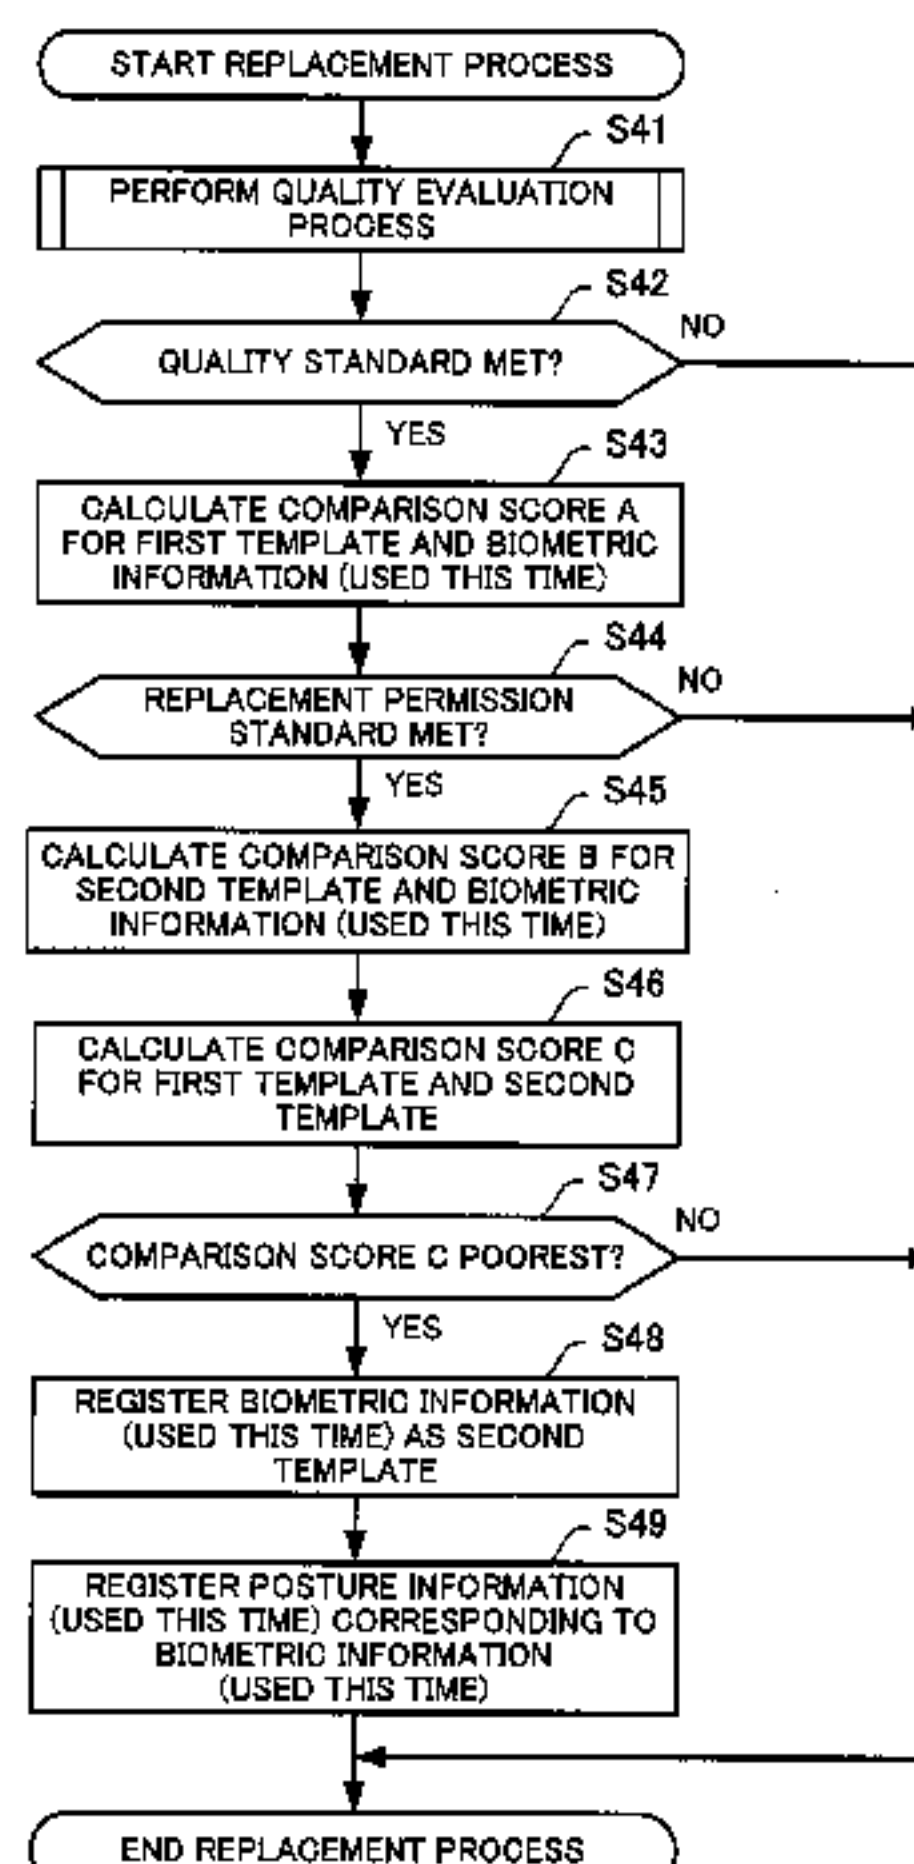 START REPLACEMENT PROCESS
S41
PERFORM QUALITY EVALUATION
PROCESS
S42
QUALITY STANDARD MET?
NO
YES
S43
CALCULATE COMPARISON SCORE A
FOR FIRST TEMPLATE AND BIOMETRIC
INFORMATION (USED THIS TIME)
S44
REPLACEMENT PERMISSION
STANDARD MET?
NO
YES
S45
CALCULATE COMPARISON SCORE B FOR
SECOND TEMPLATE AND BIOMETRIC
INFORMATION (USED THIS TIME)
S46
CALCULATE COMPARISON SCORE C
FOR FIRST TEMPLATE AND SECOND
TEMPLATE
S47
COMPARISON SCORE C POOREST?
NO
YES
S48
REGISTER BIOMETRIC INFORMATION
(USED THIS TIME) AS SECOND
TEMPLATE
S49
REGISTER POSTURE INFORMATION
(USED THIS TIME) CORRESPONDING TO
BIOMETRIC INFORMATION
(USED THIS TIME)
END REPLACEMENT PROCESS